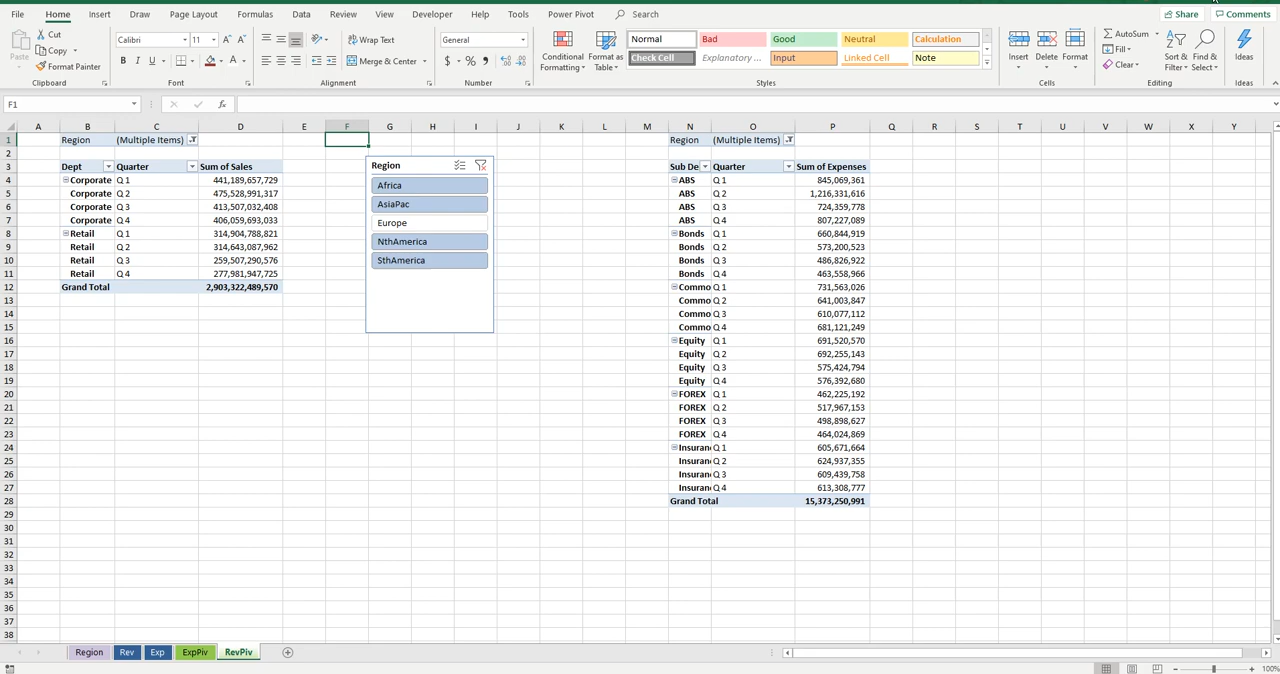 File Home Insert Draw Page Layout Formulas Data Review View Developer Help Tools Power Pivot Search Share Comments
Paste Cut Copy Format Painter Clipboard
Calibri 11 B I U A Font
Wrap Text Merge & Center Alignment
General $ % Number
Conditional Formatting Format as Table
Normal Bad Good Neutral Calculation
Check Cell Explanatory ... Input Linked Cell Note
Styles
Insert Delete Format Cells
AutoSum Fill Clear Sort & Filter Find & Select Editing
Ideas Ideas
F1 fx
A B C D E F G H I J K L M N O P Q R S T U V W X Y
1 Region (Multiple Items) Region (Multiple Items)
2
3 Dept Quarter Sum of Sales Region Sub De Quarter Sum of Expenses
4 Corporate Q 1 441,189,657,729 Africa ABS Q 1 845,069,361
5 Corporate Q 2 475,528,991,317 AsiaPac ABS Q 2 1,216,331,616
6 Corporate Q 3 413,507,032,408 ABS Q 3 724,359,778
7 Corporate Q 4 406,059,693,033 Europe ABS Q 4 807,227,089
8 Retail Q 1 314,904,788,821 NthAmerica Bonds Q 1 660,844,919
9 Retail Q 2 314,643,087,962 Bonds Q 2 573,200,523
10 Retail Q 3 259,507,290,576 SthAmerica Bonds Q 3 486,826,922
11 Retail Q 4 277,981,947,725 Bonds Q 4 463,558,966
12 Grand Total 2,903,322,489,570 Commo Q 1 731,563,026
13 Commo Q 2 641,003,847
14 Commo Q 3 610,077,112
15 Commo Q 4 681,121,249
16 Equity Q 1 691,520,570
17 Equity Q 2 692,255,143
18 Equity Q 3 575,424,794
19 Equity Q 4 576,392,680
20 FOREX Q 1 462,225,192
21 FOREX Q 2 517,967,153
22 FOREX Q 3 498,898,627
23 FOREX Q 4 464,024,869
24 Insuran Q 1 605,671,664
25 Insuran Q 2 624,937,355
26 Insuran Q 3 609,439,758
27 Insuran Q 4 613,308,777
28 Grand Total 15,373,250,991
29
30
31
32
33
34
35
36
37
38
Region Rev Exp ExpPiv RevPiv
100%